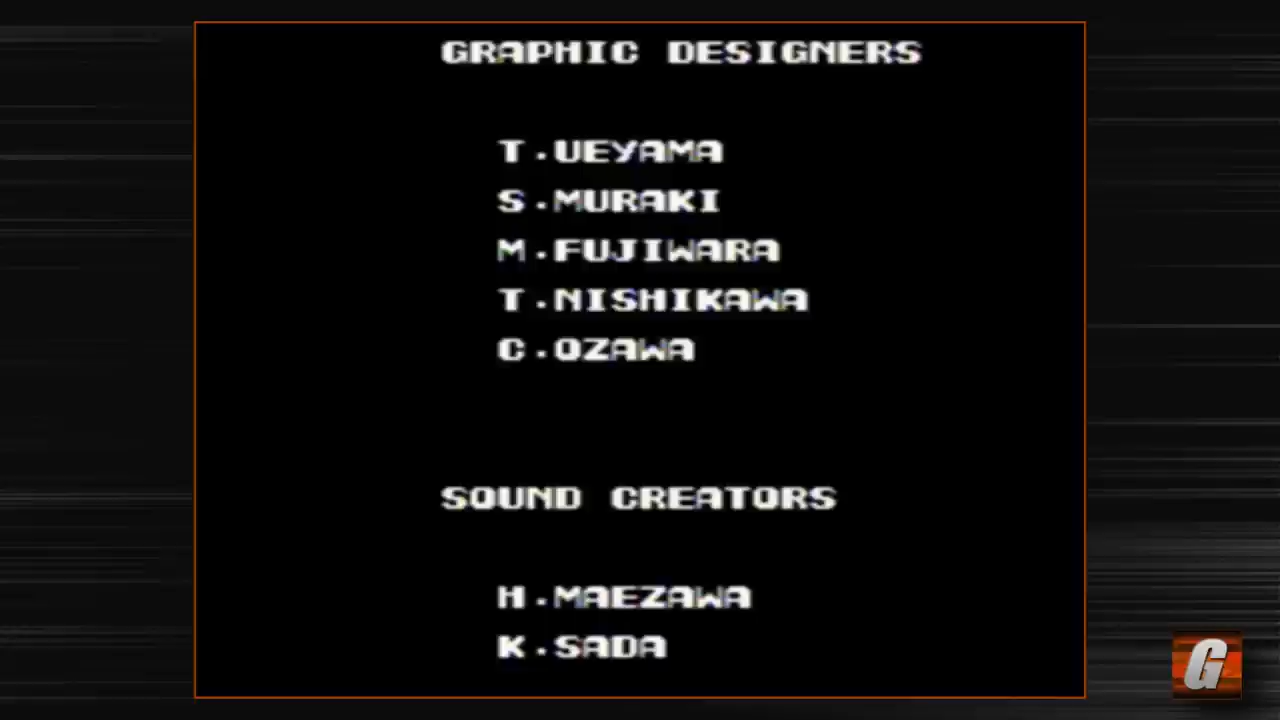 GRAPHIC DESIGNERS
T.UEYAMA
S.MURAKI
M.FUJIWARA
T.NISHIKAWA
C.OZAWA
SOUND CREATORS
H.MAEZAWA
K.SADA
G